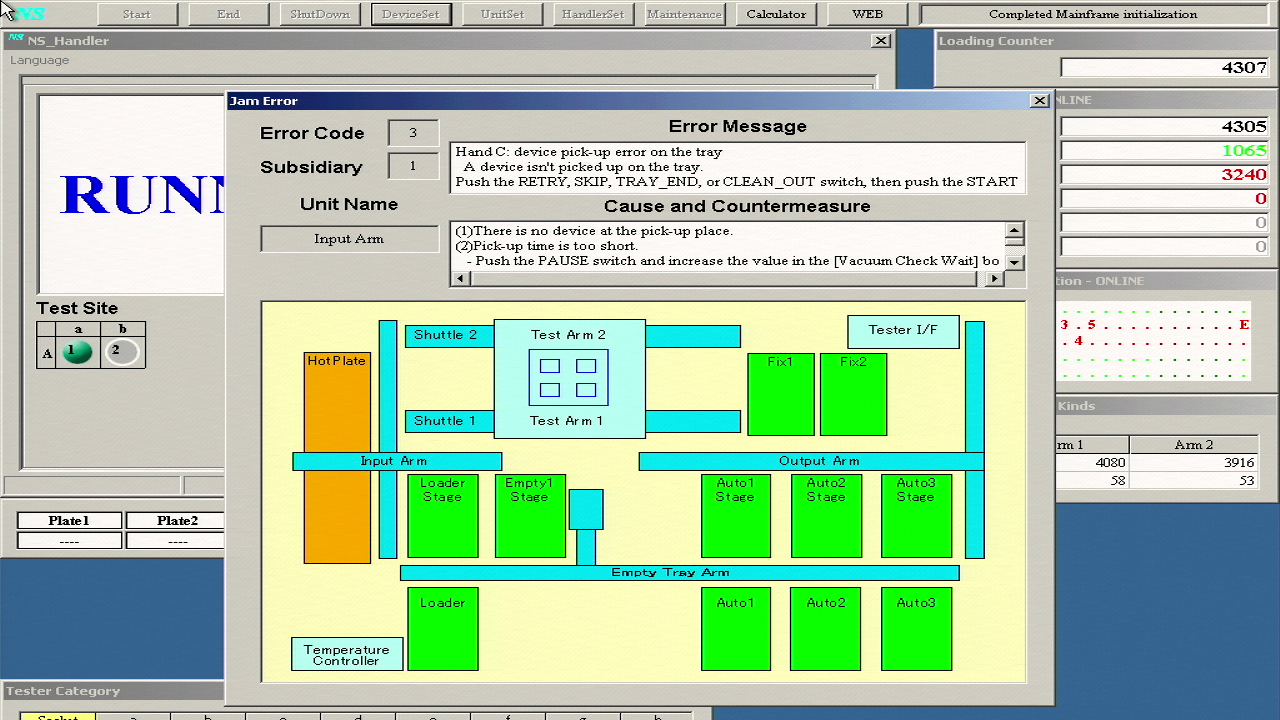 NS
Start
End
ShutDown
DeviceSet
UnitSet
HandlerSet
Maintenance
Calculator
WEB
Completed Mainframe initialization
NS_Handler
Language
Loading Counter
4307
NLINE
4305
1065
3240
0
0
0
RUNN
Test Site
a b
A 1 2
Plate1 Plate2
---- ----
Jam Error
Error Code 3
Subsidiary 1
Unit Name
Input Arm
Error Message
Hand C: device pick-up error on the tray
A device isn't picked up on the tray.
Push the RETRY, SKIP, TRAY_END, or CLEAN_OUT switch, then push the START
Cause and Countermeasure
(1)There is no device at the pick-up place.
(2)Pick-up time is too short.
- Push the PAUSE switch and increase the value in the [Vacuum Check Wait] bo
HotPlate
Shuttle 2
Test Arm 2
Shuttle 1
Test Arm 1
Tester I/F
Fix1
Fix2
Input Arm
Output Arm
Loader
Stage
Empty1
Stage
Auto1
Stage
Auto2
Stage
Auto3
Stage
Empty Tray Arm
Loader
Auto1
Auto2
Auto3
Temperature
Controller
tion - ONLINE
3 . 5 E
. 4
Kinds
rm 1 Arm 2
4080 3916
58 53
Tester Category